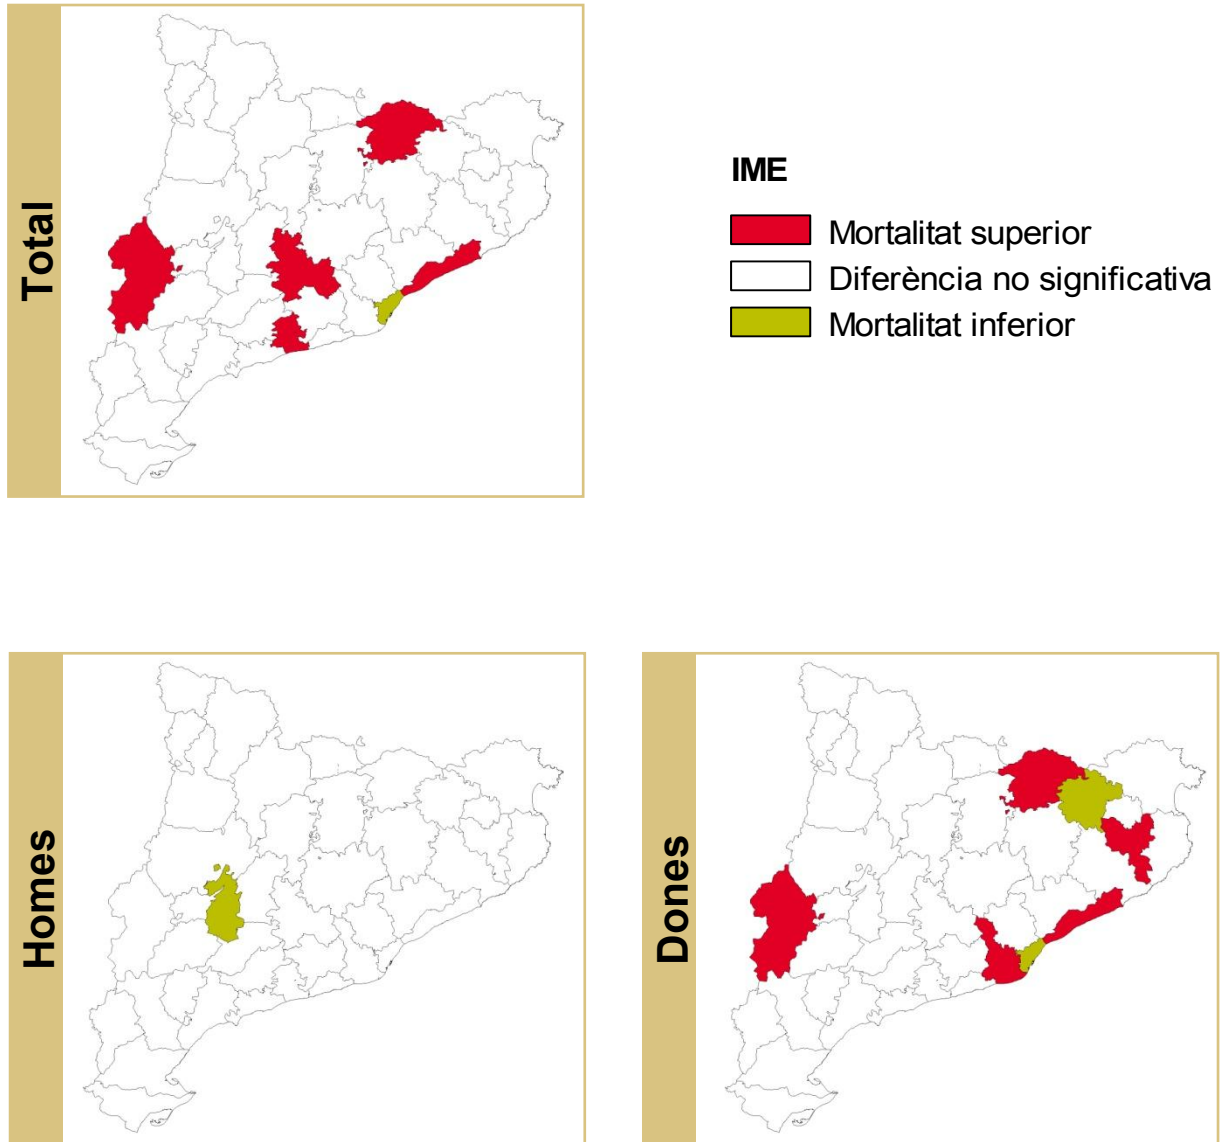 Total
IME
Mortalitat superior
Diferència no significativa
Mortalitat inferior
Homes
Dones